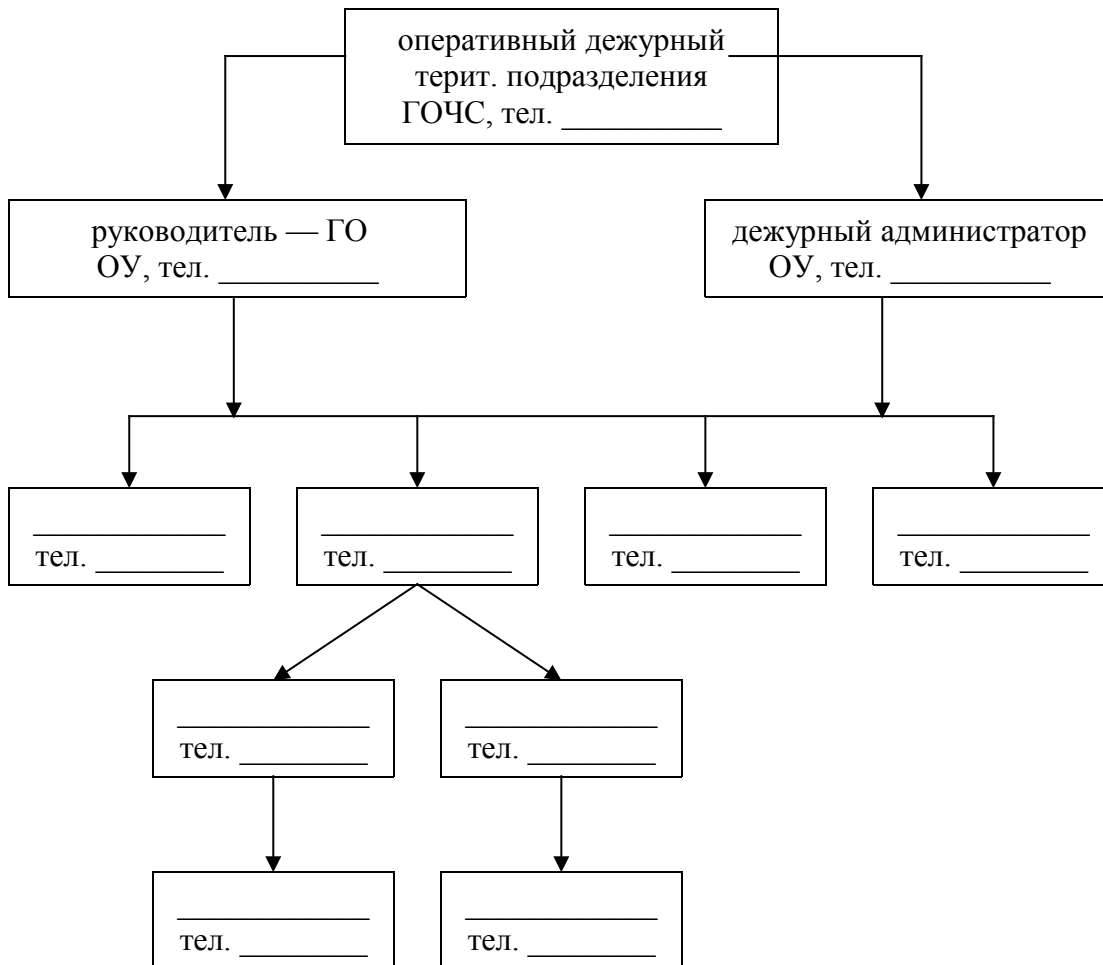 оперативный дежурный
терит. подразделения
ГОЧС, тел. __________
руководитель — ГО
ОУ, тел. __________
дежурный администратор
ОУ, тел. __________
____________
тел. ________
____________
тел. ________
____________
тел. ________
____________
тел. ________
____________
тел. ________
____________
тел. ________
____________
тел. ________
____________
тел. ________